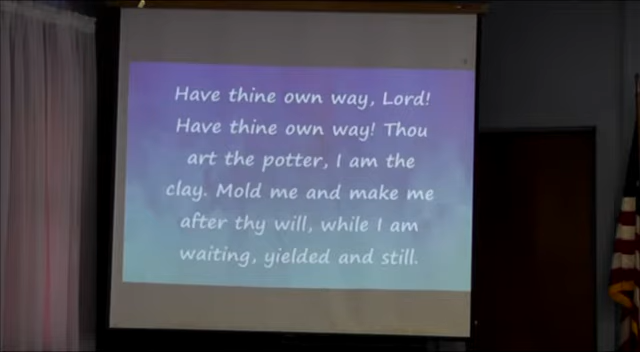 Have thine own way, Lord!
Have thine own way! Thou
art the potter, I am the
clay. Mold me and make me
after thy will, while I am
waiting, yielded and still.